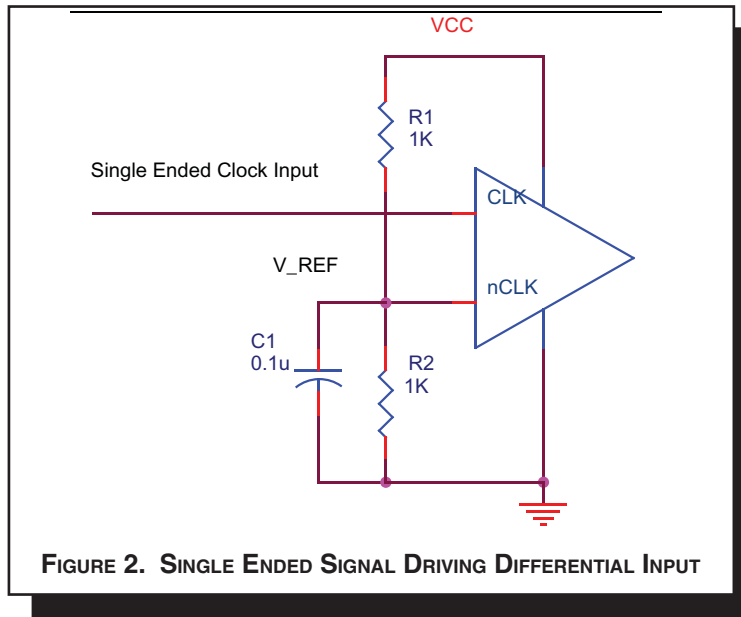 VCC
R1
1K
Single Ended Clock Input
CLK
V_REF
nCLK
C1
0.1u
R2
1K
FIGURE 2. SINGLE ENDED SIGNAL DRIVING DIFFERENTIAL INPUT